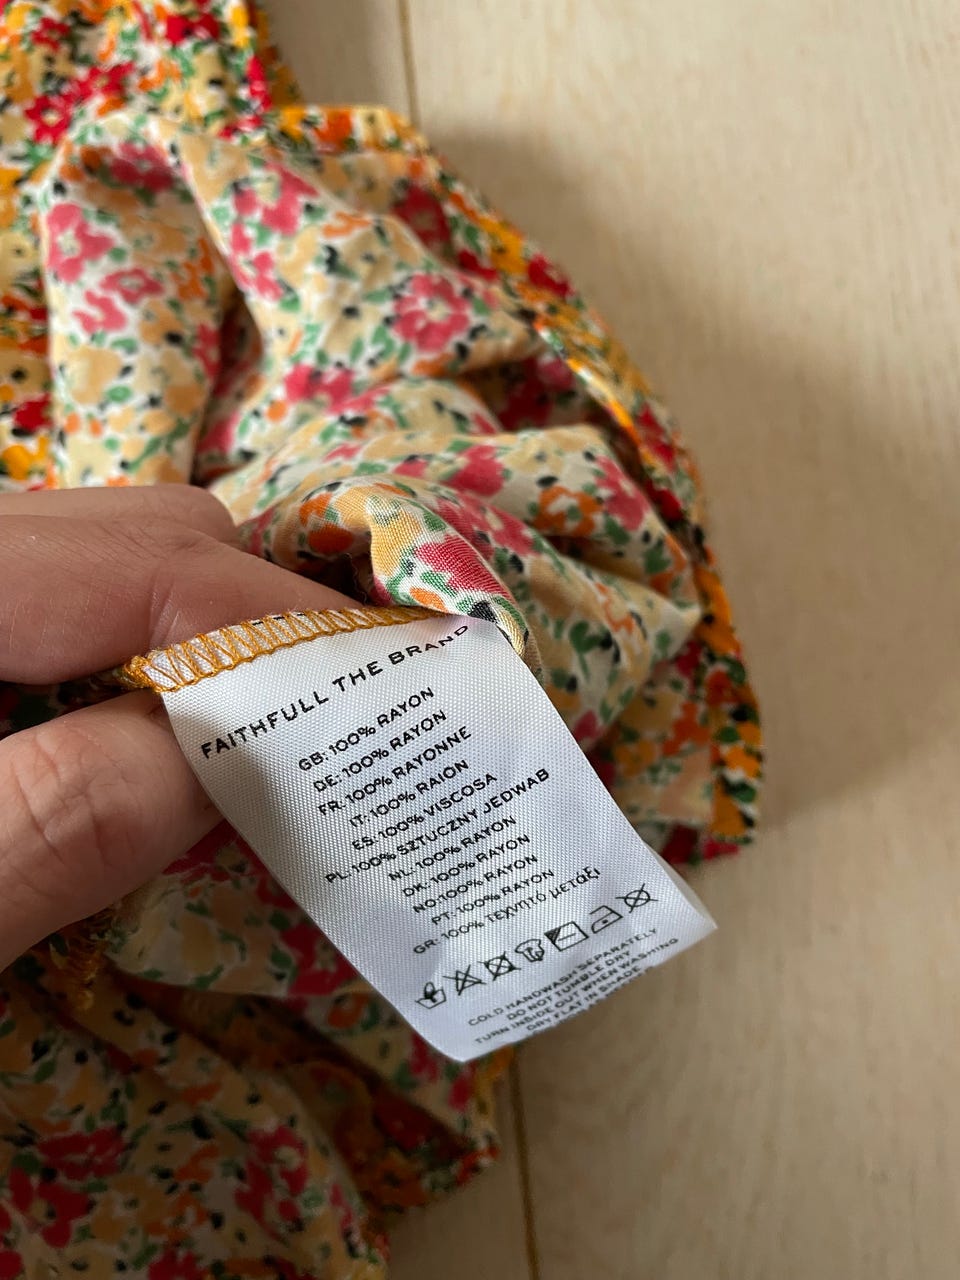 FAITHFULL THE BRAND
GB: 100% RAYON
DE: 100% RAYON
FR: 100% RAYONNE
IT: 100% RAION
ES: 100% VISCOSA
PL: 100% SZTUCZNY JEDWAB
NL: 100% RAYON
DK: 100% RAYON
NO: 100% RAYON
PT: 100% RAYON
GR: 100% τεχνητό μετάξι
COLD HANDWASH SEPARATELY
DO NOT TUMBLE DRY
TURN INSIDE OUT WHEN WASHING
DRY FLAT IN SHADE